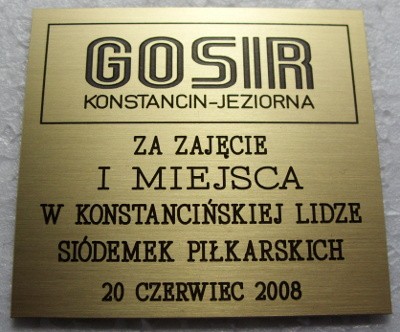 GOSIR
KONSTANCIN-JEZIORNA
ZA ZAJĘCIE
I MIEJSCA
W KONSTANCIŃSKIEJ LIDZE
SIÓDEMEK PIŁKARSKICH
20 CZERWIEC 2008